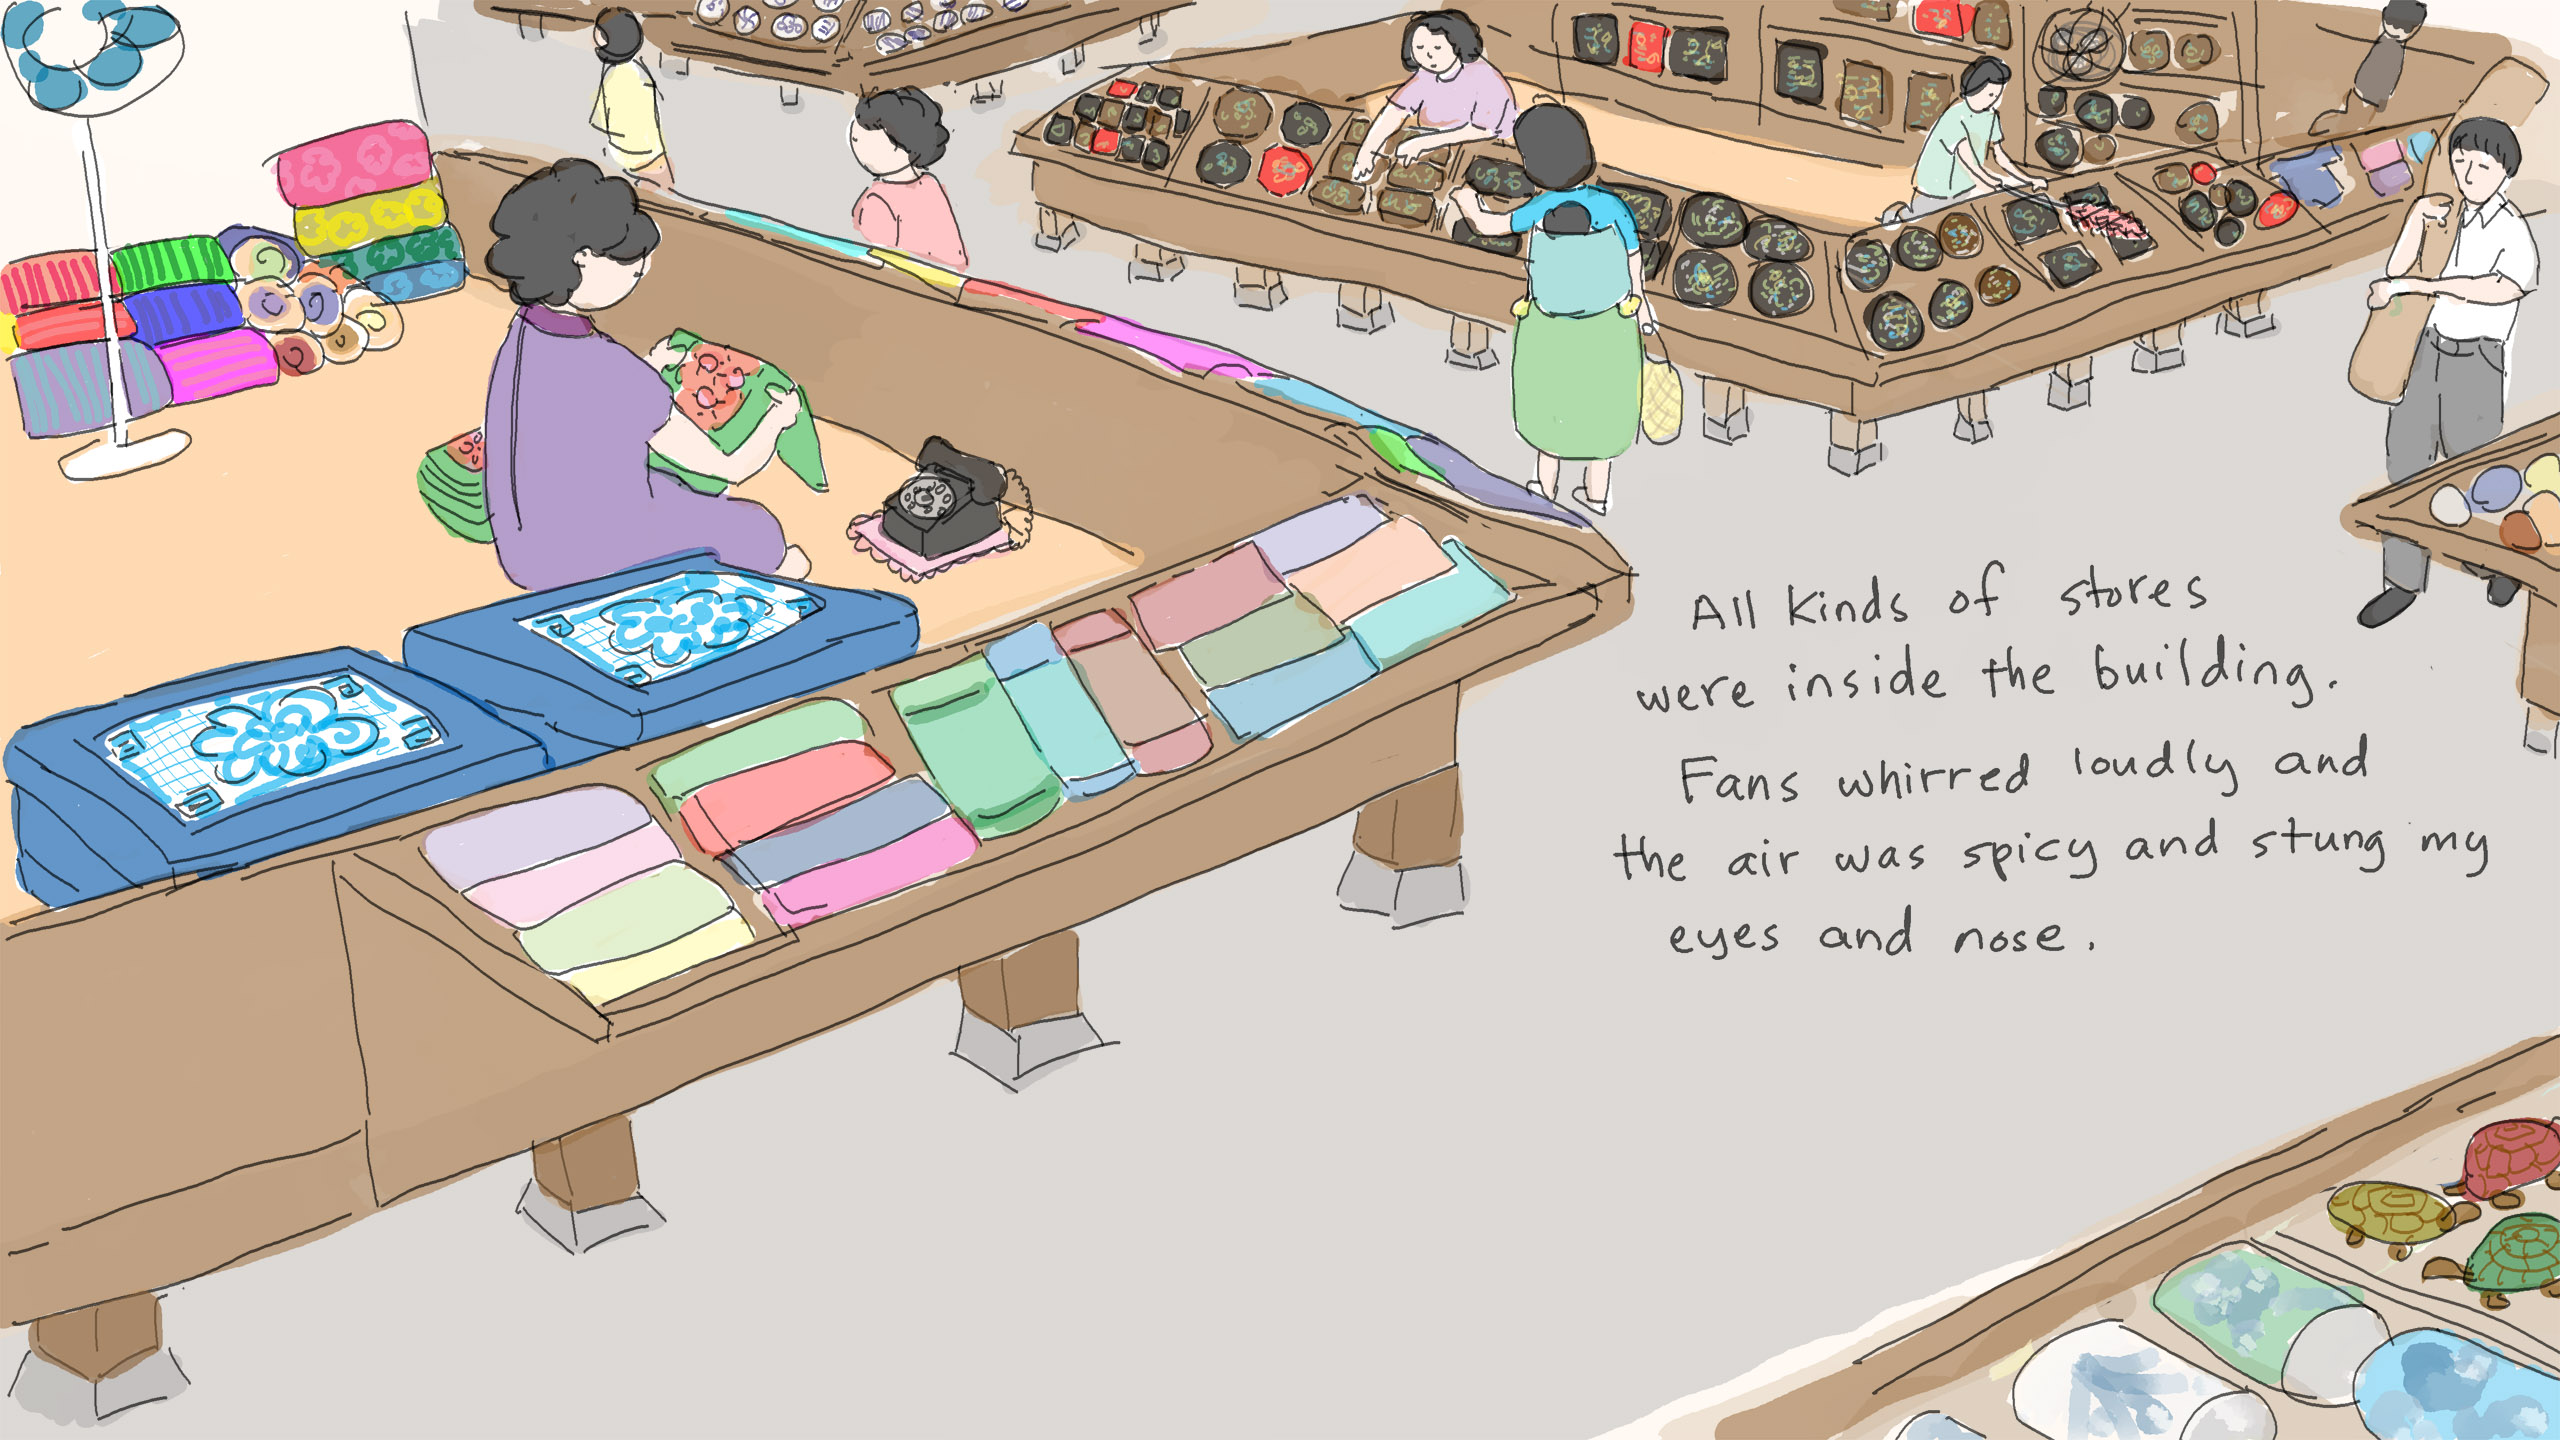 All kinds of stores
were inside the building.
Fans whirred loudly and
the air was spicy and stung my
eyes and nose.